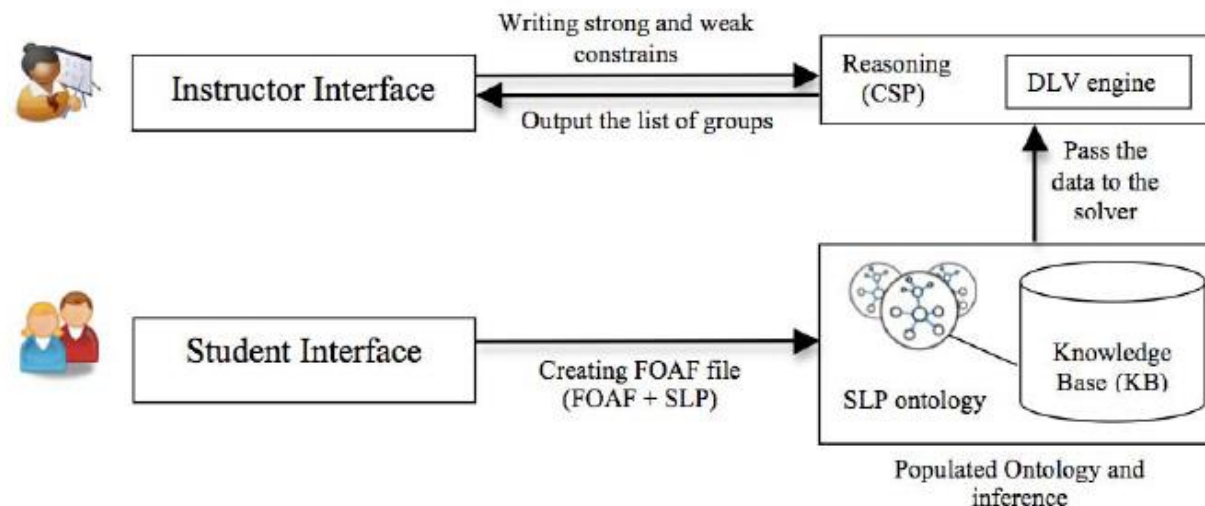 Writing strong and weak
constrains
Instructor Interface
Reasoning
(CSP)
DLV engine
Output the list of groups
Pass the
data to the
solver
Student Interface
Creating FOAF file
(FOAF + SLP)
SLP ontology
Knowledge
Base (KB)
Populated Ontology and
inference